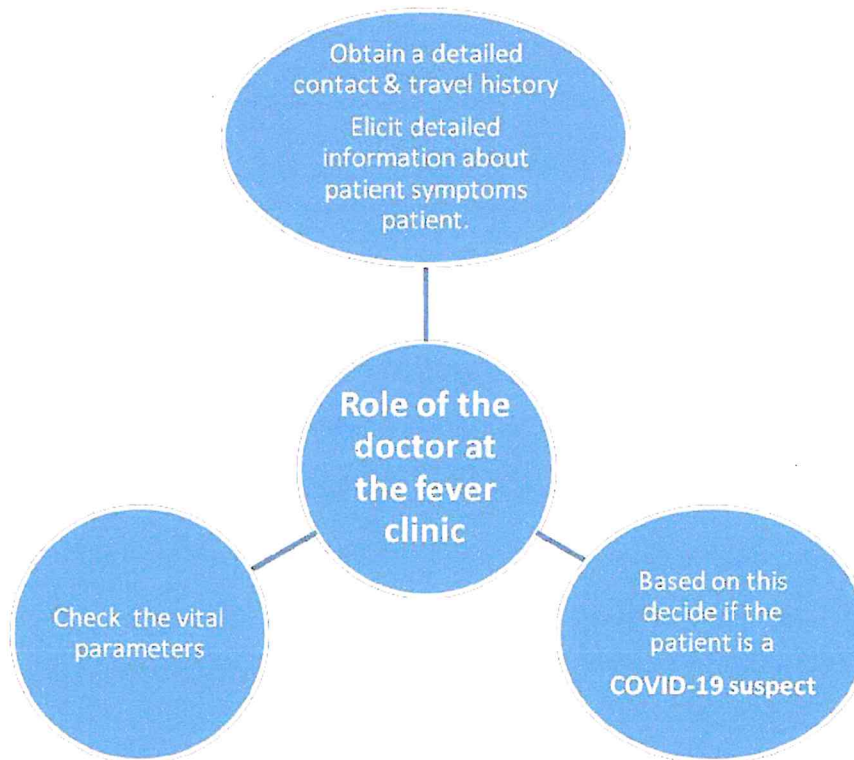 Obtain a detailed
contact & travel history
Elicit detailed
information about
patient symptoms
patient.
Role of the
doctor at
the fever
clinic
Check the vital
parameters
Based on this
decide if the
patient is a
COVID-19 suspect